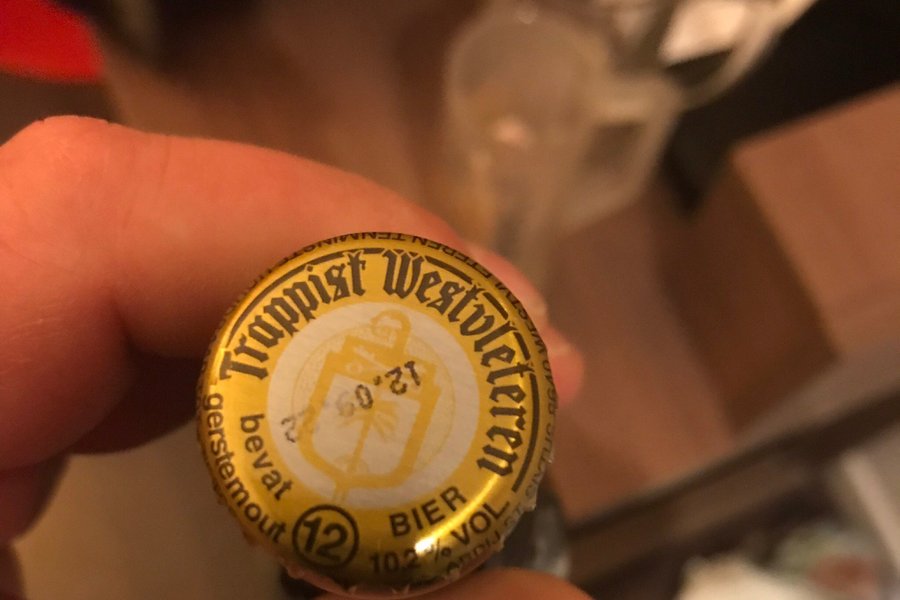 Trappist Westvleteren
12.09.22
bevat
gerstemout
12
BIER
10.2% VOL.